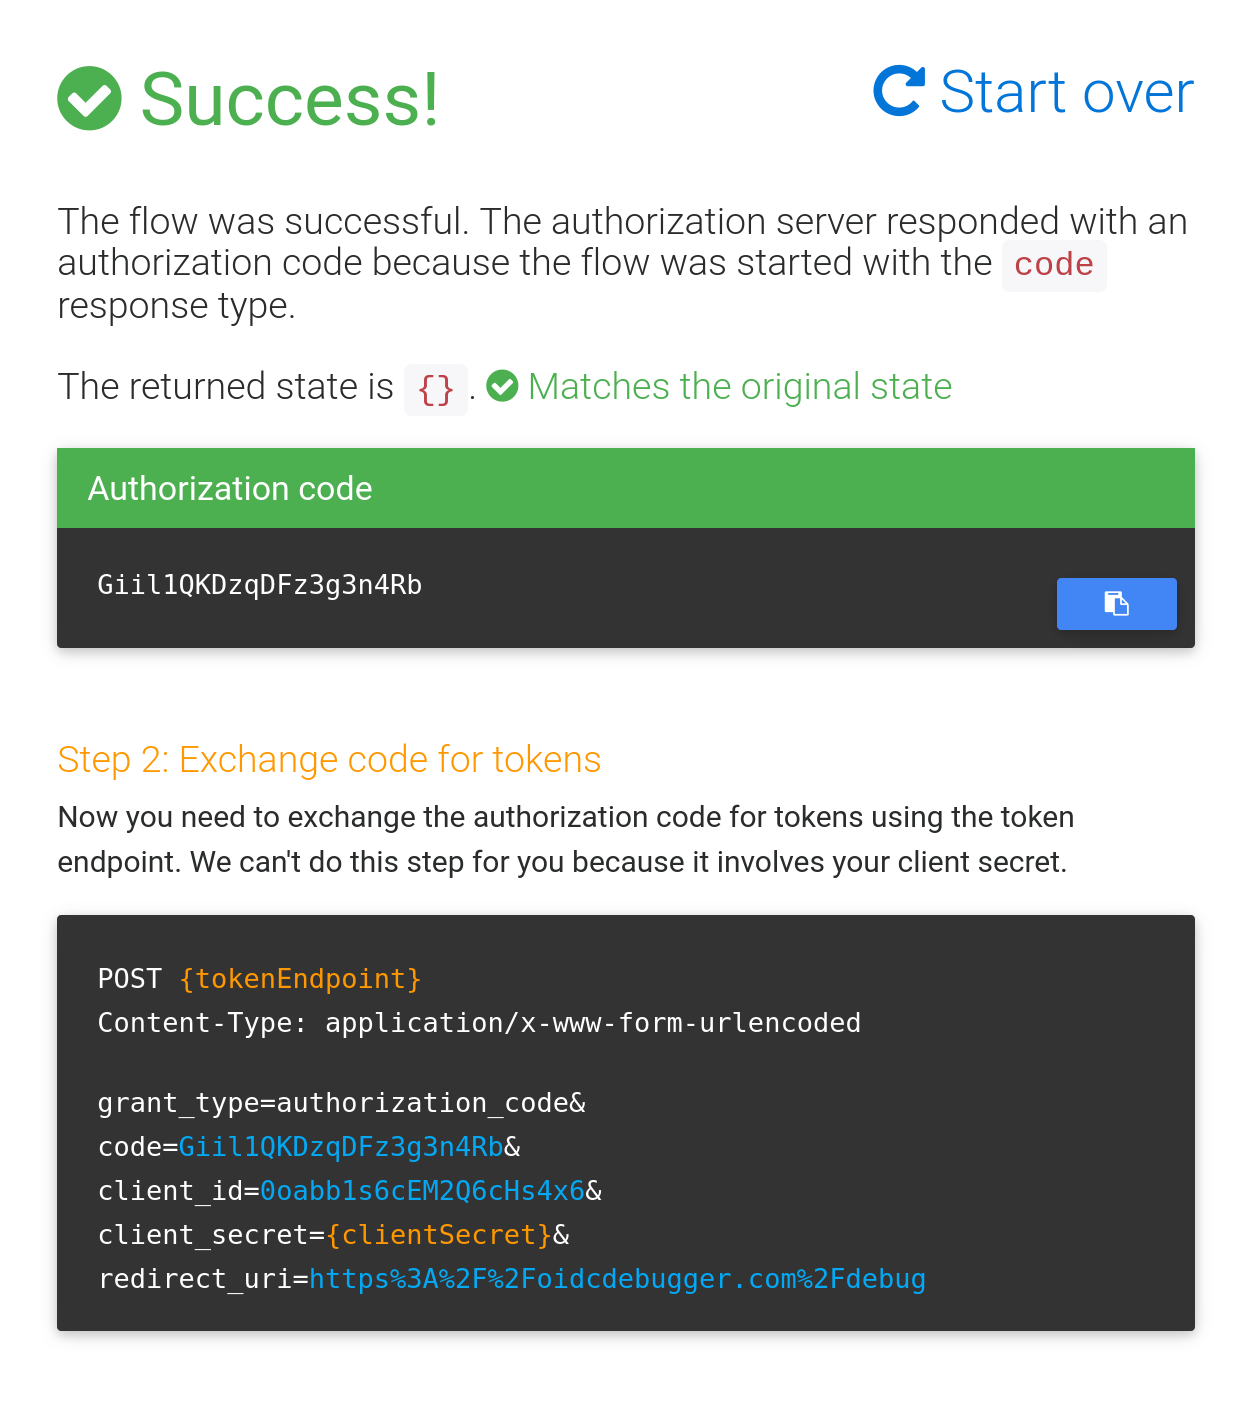 Success!
Start over
The flow was successful. The authorization server responded with an
authorization code because the flow was started with the code
response type.
The returned state is {}. Matches the original state
Authorization code
Giil1QKDzqDFz3g3n4Rb
Step 2: Exchange code for tokens
Now you need to exchange the authorization code for tokens using the token
endpoint. We can't do this step for you because it involves your client secret.
POST {tokenEndpoint}
Content-Type: application/x-www-form-urlencoded
grant_type=authorization_code&
code=Giil1QKDzqDFz3g3n4Rb&
client_id=0oabb1s6cEM2Q6cHs4x6&
client_secret={clientSecret}&
redirect_uri=https%3A%2F%2Foidcdebugger.com%2Fdebug